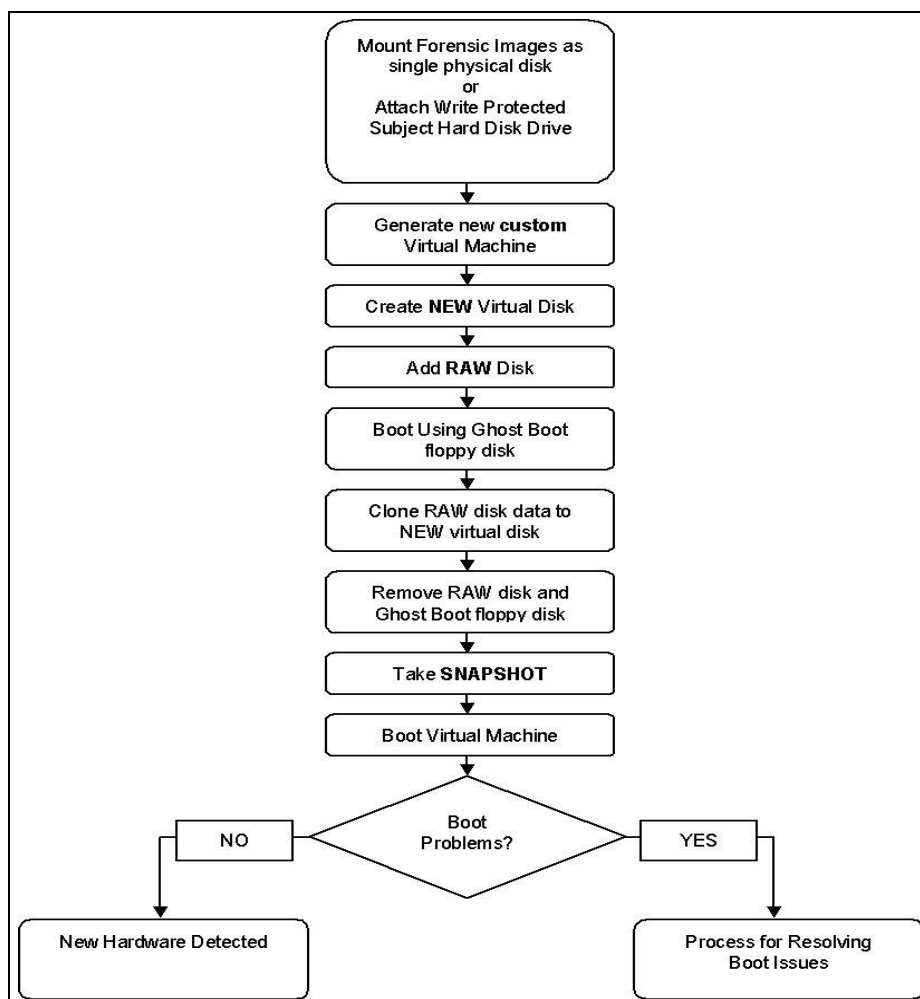 Mount Forensic Images as
single physical disk
or
Attach Write Protected
Subject Hard Disk Drive
Generate new custom
Virtual Machine
Create NEW Virtual Disk
Add RAW Disk
Boot Using Ghost Boot
floppy disk
Clone RAW disk data to
NEW virtual disk
Remove RAW disk and
Ghost Boot floppy disk
Take SNAPSHOT
Boot Virtual Machine
Boot
Problems?
NO
YES
New Hardware Detected
Process for Resolving
Boot Issues